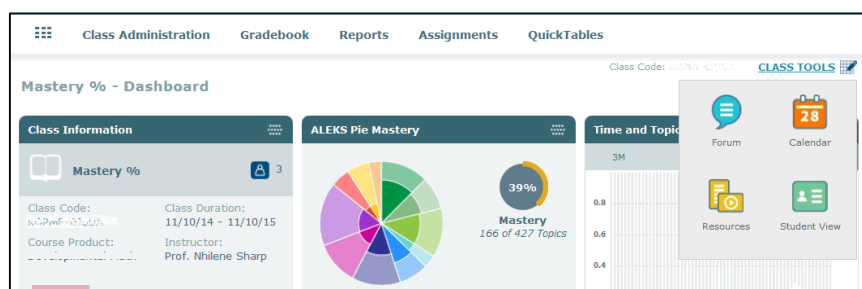 Class Administration Gradebook Reports Assignments QuickTables
Class Code: CLASS TOOLS
Mastery % - Dashboard
Class Information
Mastery %
3
Class Code:
Class Duration:
11/10/14 - 11/10/15
Course Product:
Instructor:
Prof. Nhilene Sharp
ALEKS Pie Mastery
39%
Mastery
166 of 427 Topics
Time and Topic
3M
0.8
0.6
0.4
Forum
28
Calendar
Resources
Student View